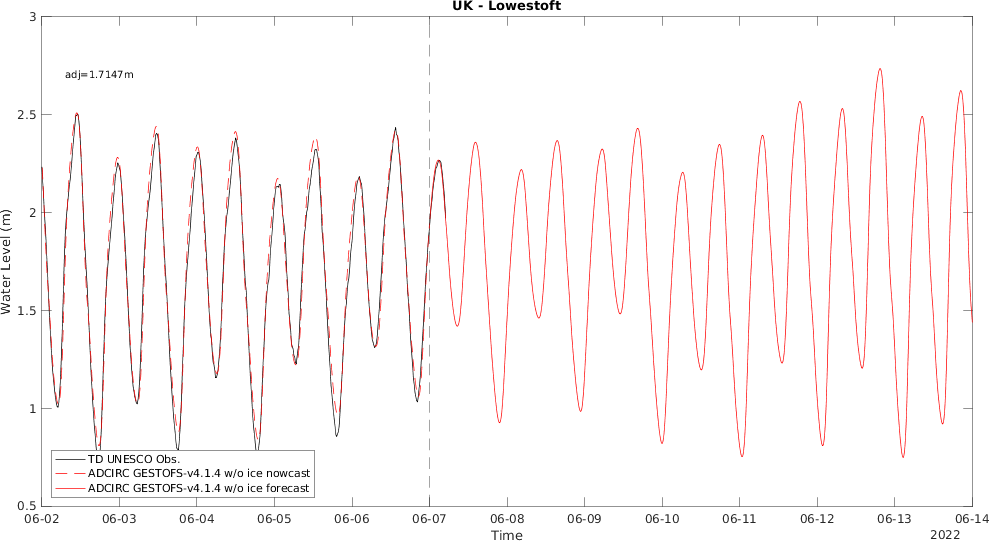 UK - Lowestoft
3
adj=1.7147m
2.5
2
Water Level (m)
1.5
1
TD UNESCO Obs.
ADCIRC GESTOFS-v4.1.4 w/o ice nowcast
ADCIRC GESTOFS-v4.1.4 w/o ice forecast
0.5
06-02 06-03 06-04 06-05 06-06 06-07 06-08 06-09 06-10 06-11 06-12 06-13 06-14
Time
2022